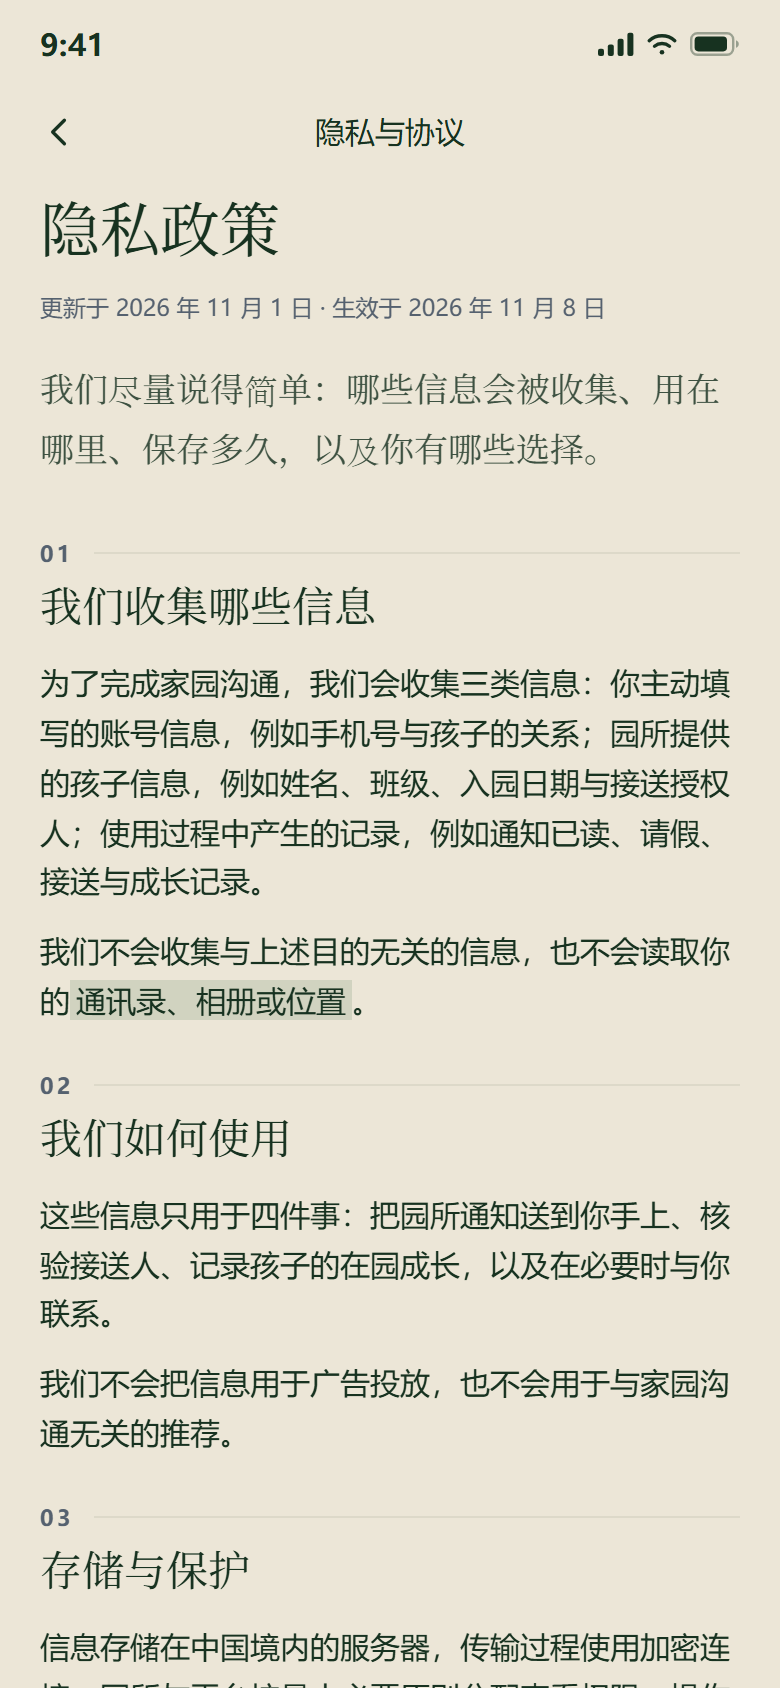 9:41
隐私与协议
隐私政策
更新于 2026 年 11 月 1 日 · 生效于 2026 年 11 月 8 日
我们尽量说得简单：哪些信息会被收集、用在
哪里、保存多久，以及你有哪些选择。
01
我们收集哪些信息
为了完成家园沟通，我们会收集三类信息：你主动填
写的账号信息，例如手机号与孩子的关系；园所提供
的孩子信息，例如姓名、班级、入园日期与接送授权
人；使用过程中产生的记录，例如通知已读、请假、
接送与成长记录。
我们不会收集与上述目的无关的信息，也不会读取你
的通讯录、相册或位置。
02
我们如何使用
这些信息只用于四件事：把园所通知送到你手上、核
验接送人、记录孩子的在园成长，以及在必要时与你
联系。
我们不会把信息用于广告投放，也不会用于与家园沟
通无关的推荐。
03
存储与保护
信息存储在中国境内的服务器，传输过程使用加密连